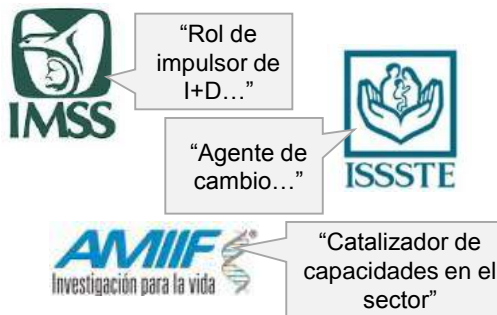 “Rol de
impulsor de
I+D…”
IMSS
“Agente de
cambio…”
ISSSTE
AMIIF®
Investigación para la vida
“Catalizador de
capacidades en el
sector”